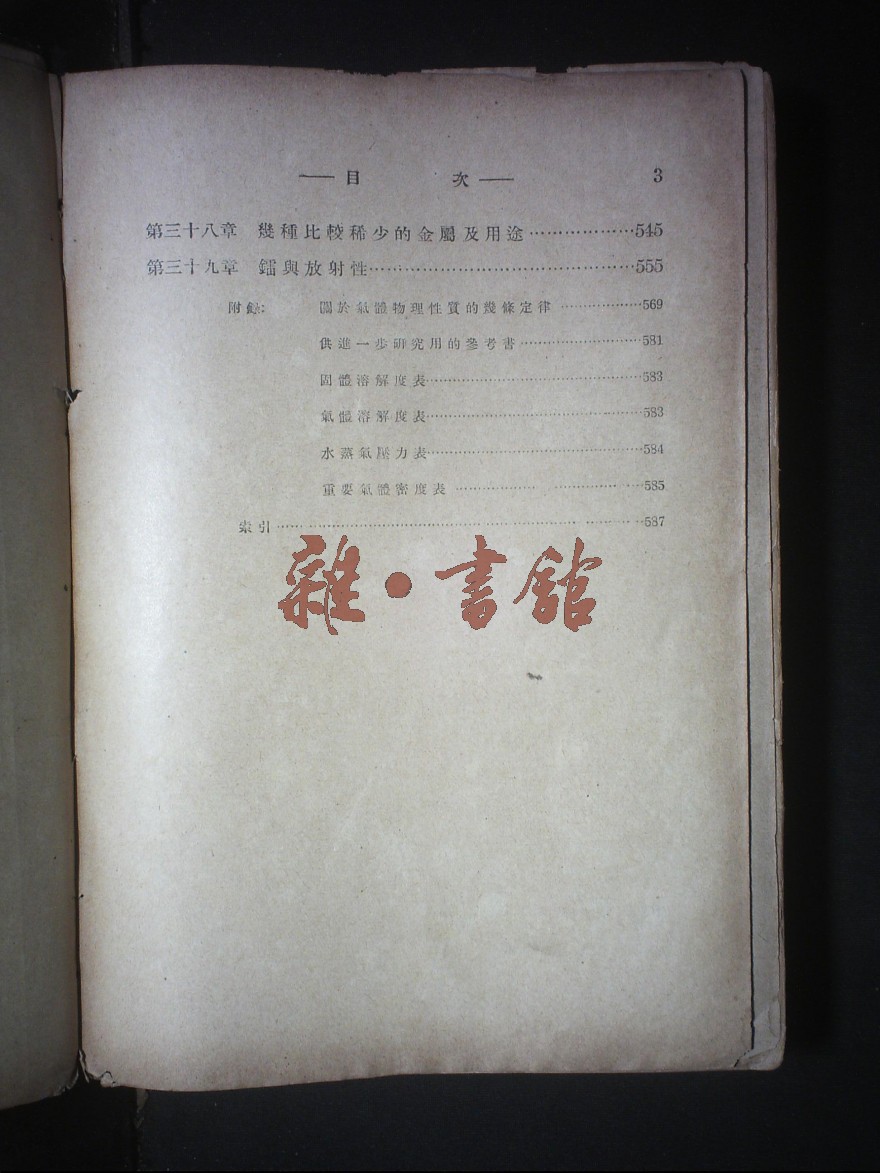 ——目 次—— 3
第三十八章 幾種比較稀少的金屬及用途………………545
第三十九章 鐳與放射性………………………………555
附錄: 關於氣體物理性質的幾條定律………………569
供進一步研究用的參考書………………581
固體溶解度表………………………………583
氣體溶解度表………………………………583
水蒸氣壓力表………………………………584
重要氣體密度表………………………………585
索引………………………………………………587
雜·書館